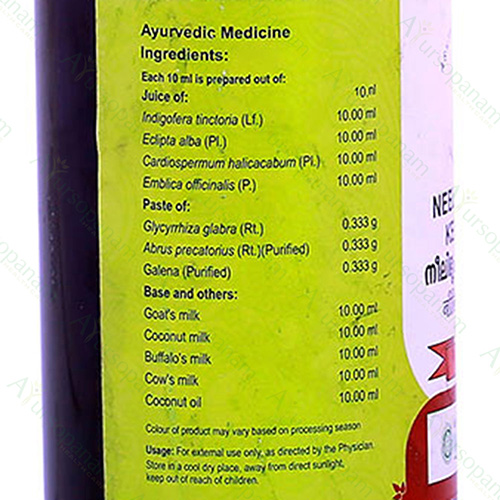 Ayurvedic Medicine
Ingredients:
Each 10 ml is prepared out of:
Juice of: 10.nl
Indigofera tinctoria (Lf.) 10.00 ml
Eclipta alba (Pl.) 10.00 ml
Cardiospermum halicacabum (Pl.) 10.00 ml
Emblica officinalis (P.) 10.00 ml
Paste of:
Glycyrrhiza glabra (Rt.) 0.333 g
Abrus precatorius (Rt.)(Purified) 0.333 g
Galena (Purified) 0.333 g
Base and others:
Goat's milk 10.00 ml
Coconut milk 10.00 ml
Buffalo's milk 10.00 ml
Cow's milk 10.00 ml
Coconut oil 10.00 ml
Colour of product may vary based on processing season
Usage: For external use only, as directed by the Physician.
Store in a cool dry place, away from direct sunlight,
keep out of reach of children.
NEE
KE
Ayursopanam